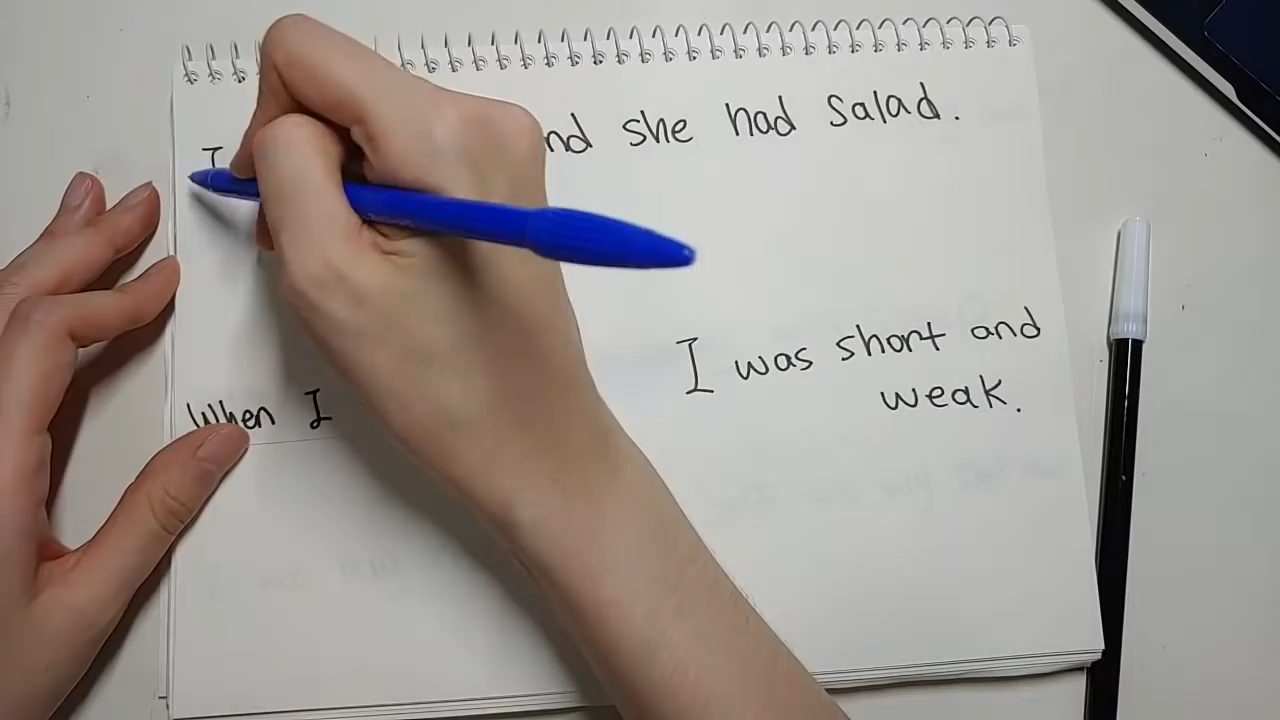 I nd she had salad.
I was short and
When I
weak.